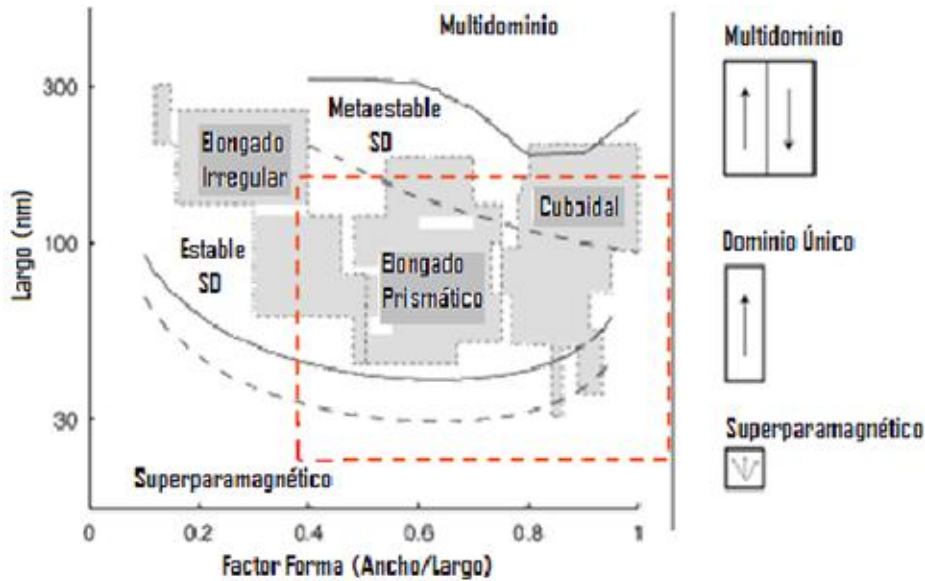 Multidominio
300
Metaestable
SD
Elongado
Irregular
Cuboidal
Largo (nm)
100
Estable
SD
Elongado
Prismático
30
Superparamagnético
0
0.2
0.4
0.6
0.8
1
Factor Forma (Ancho/Largo)
Multidominio
Dominio Único
Superparamagnético